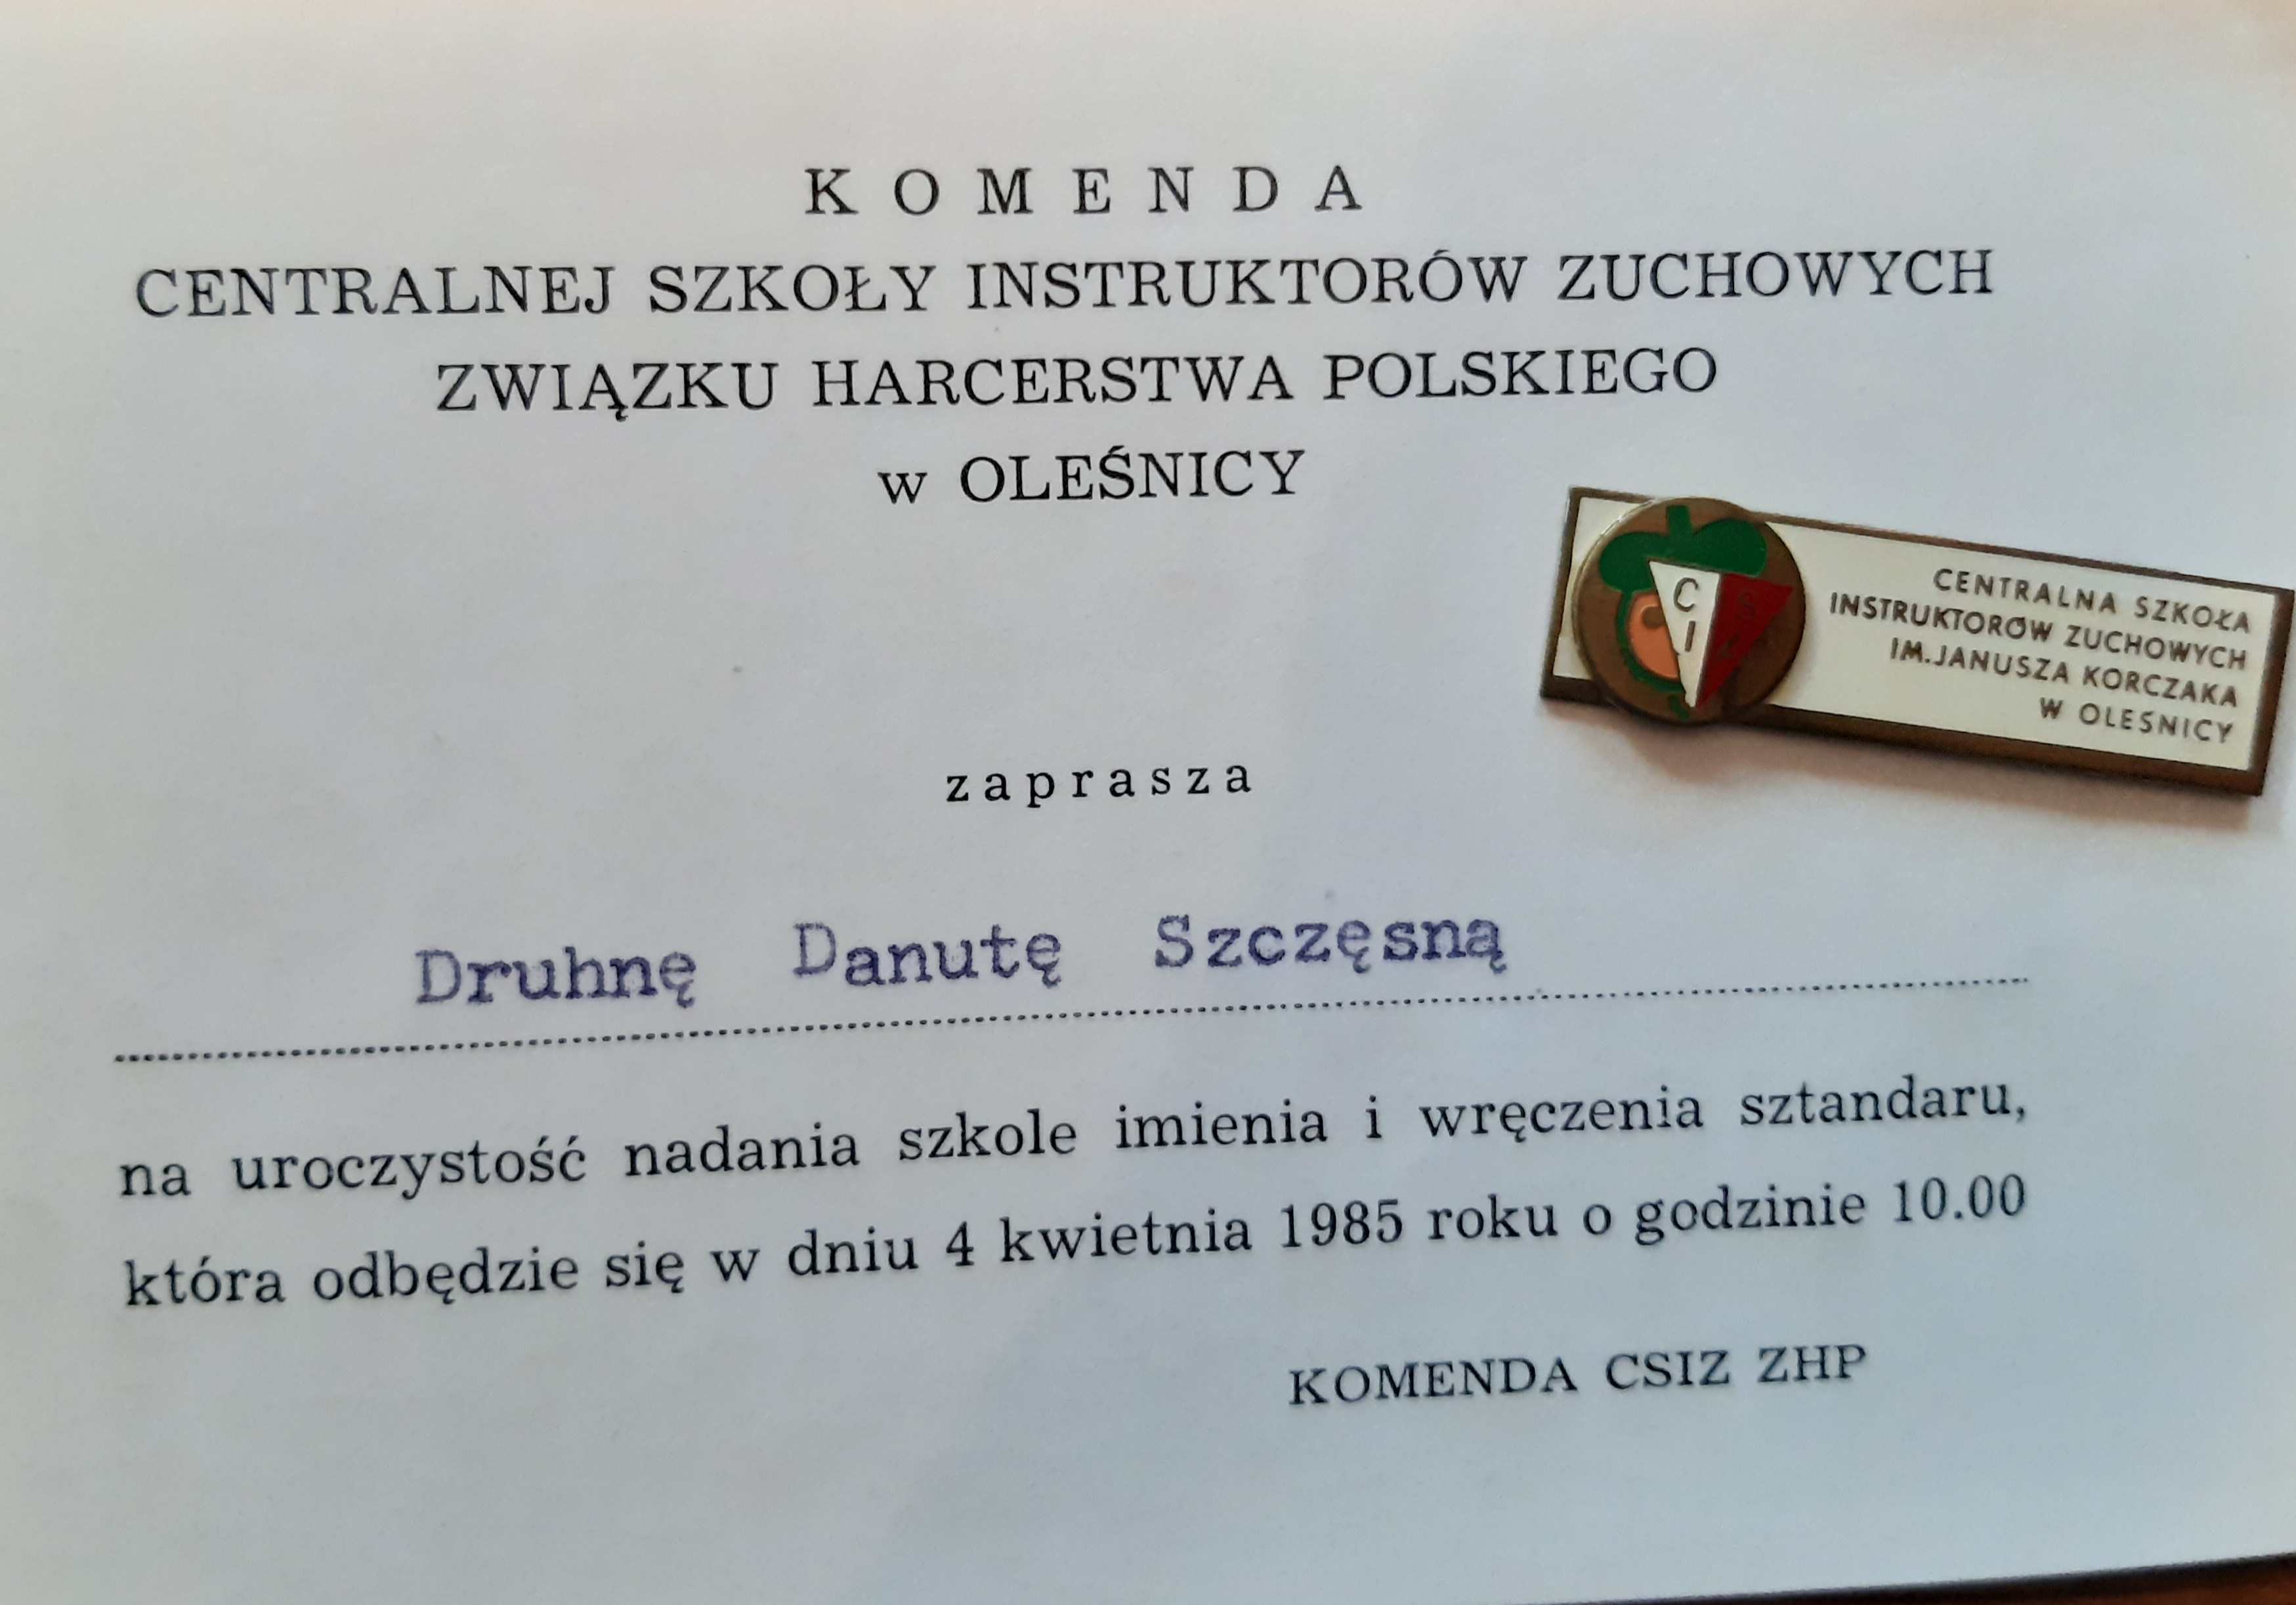 KOMENDA
CENTRALNEJ SZKOŁY INSTRUKTORÓW ZUCHOWYCH
ZWIĄZKU HARCERSTWA POLSKIEGO
w OLEŚNICY
C S
I Z
CENTRALNA SZKOŁA
INSTRUKTORÓW ZUCHOWYCH
IM.JANUSZA KORCZAKA
W OLEŚNICY
zaprasza
Druhnę Danutę Szczęsną
na uroczystość nadania szkole imienia i wręczenia sztandaru,
która odbędzie się w dniu 4 kwietnia 1985 roku o godzinie 10.00
KOMENDA CSIZ ZHP